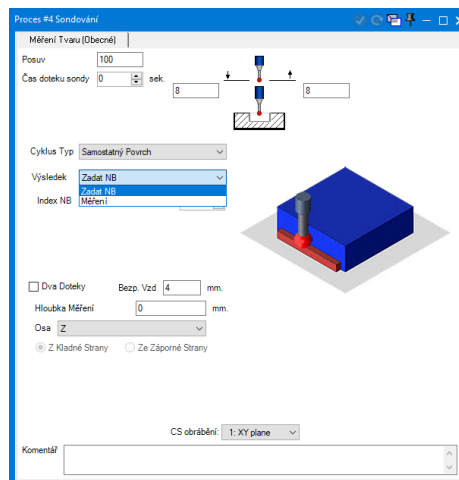 Proces #4 Sondování
Měření Tvaru (Obecné)
Posuv 100
Čas doteku sondy 0 sek.
8 8
Cyklus Typ Samostatný Povrch
Výsledek Zadat NB
Zadat NB
Měření
Index NB
Dva Doteky Bezp. Vzd 4 mm.
Hloubka Měření 0 mm.
Osa Z
Z Kladné Strany Ze Záporné Strany
CS obrábění: 1: XY plane
Komentář